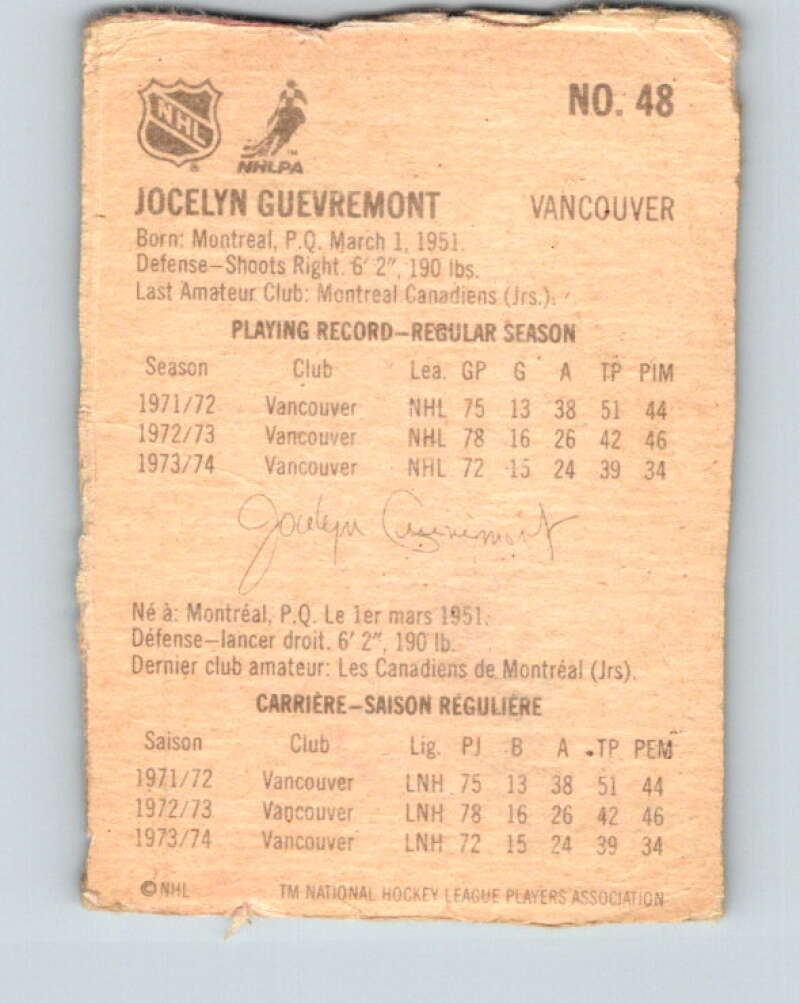 NHL NO. 48
NHLPA
JOCELYN GUEVREMONT VANCOUVER
Born: Montreal, P.Q. March 1, 1951.
Defense—Shoots Right. 6′ 2″, 190 lbs.
Last Amateur Club: Montreal Canadiens (Jrs.).
PLAYING RECORD—REGULAR SEASON
Season Club Lea. GP G A TP PIM
1971/72 Vancouver NHL 75 13 38 51 44
1972/73 Vancouver NHL 78 16 26 42 46
1973/74 Vancouver NHL 72 15 24 39 34
Jocelyn Guevremont
Né à: Montréal, P.Q. Le 1er mars 1951.
Défense—lancer droit. 6′ 2″, 190 lb.
Dernier club amateur: Les Canadiens de Montréal (Jrs).
CARRIÈRE—SAISON RÉGULIÈRE
Saison Club Lig. PJ B A TP PEM
1971/72 Vancouver LNH 75 13 38 51 44
1972/73 Vancouver LNH 78 16 26 42 46
1973/74 Vancouver LNH 72 15 24 39 34
© NHL TM NATIONAL HOCKEY LEAGUE PLAYERS ASSOCIATION